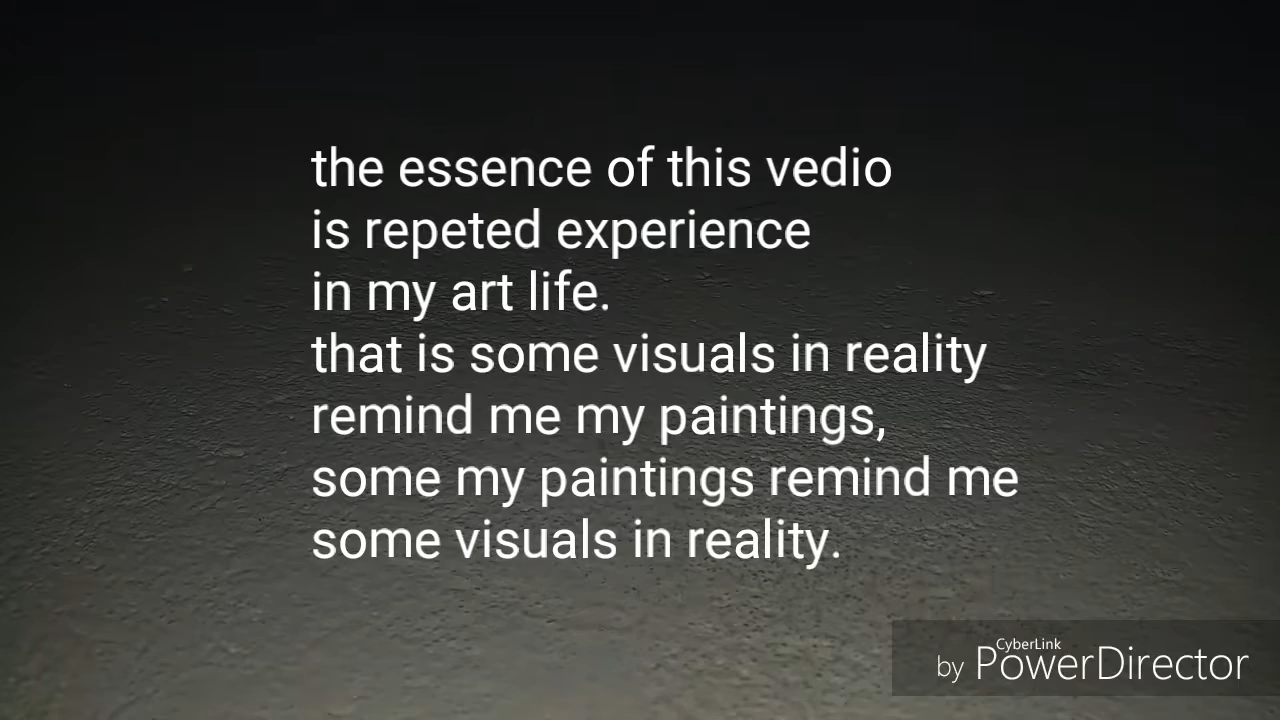 the essence of this vedio
is repeted experience
in my art life.
that is some visuals in reality
remind me my paintings,
some my paintings remind me
some visuals in reality.
CyberLink
by PowerDirector